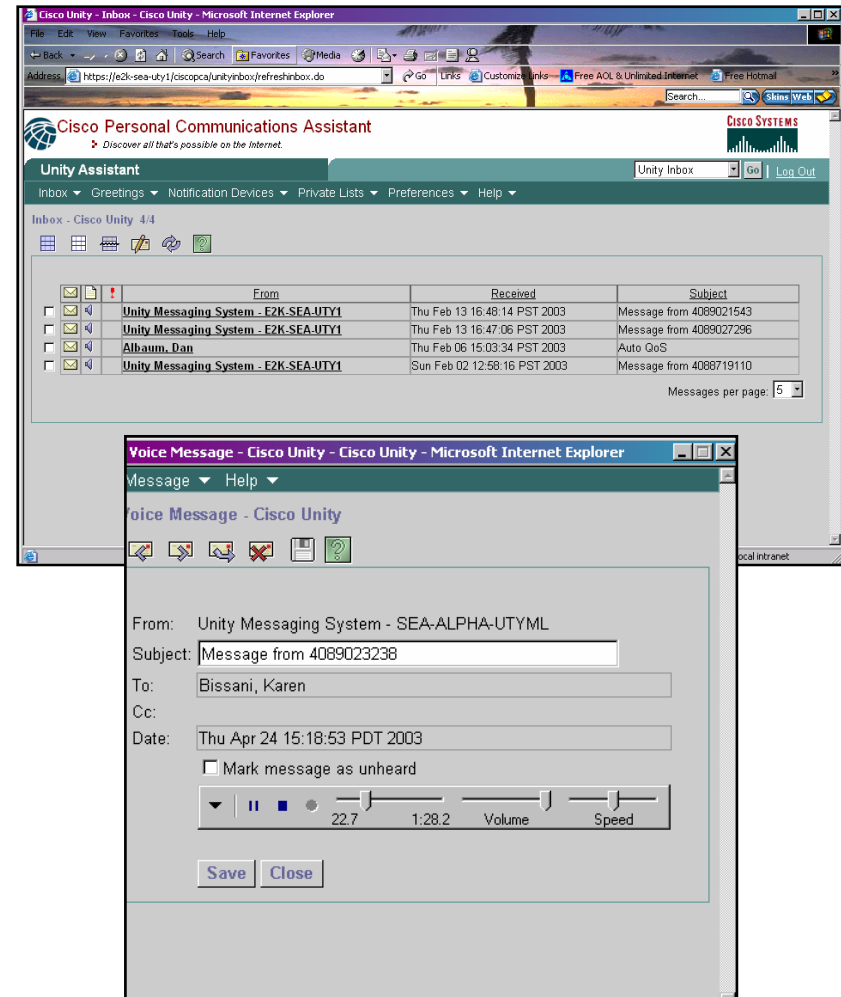 Cisco Unity - Inbox - Cisco Unity - Microsoft Internet Explorer
File Edit View Favorites Tools Help
Back Search Favorites Media
Address https://e2k-sea-uty1/ciscopca/unityinbox/refreshinbox.do Go Links Customize Links Free AOL & Unlimited Internet Free Hotmail »
Search... Skins Web
Cisco Personal Communications Assistant
Discover all that's possible on the Internet.
CISCO SYSTEMS
Unity Assistant Unity Inbox Go | Log Out
Inbox Greetings Notification Devices Private Lists Preferences Help
Inbox - Cisco Unity 4/4
From Received Subject
Unity Messaging System - E2K-SEA-UTY1 Thu Feb 13 16:48:14 PST 2003 Message from 4089021543
Unity Messaging System - E2K-SEA-UTY1 Thu Feb 13 16:47:06 PST 2003 Message from 4089027296
Albaum, Dan Thu Feb 06 15:03:34 PST 2003 Auto QoS
Unity Messaging System - E2K-SEA-UTY1 Sun Feb 02 12:58:16 PST 2003 Message from 4088719110
Messages per page: 5
ocal intranet
Voice Message - Cisco Unity - Cisco Unity - Microsoft Internet Explorer
Message Help
Voice Message - Cisco Unity
From: Unity Messaging System - SEA-ALPHA-UTYML
Subject: Message from 4089023238
To: Bissani, Karen
Cc:
Date: Thu Apr 24 15:18:53 PDT 2003
Mark message as unheard
22.7 1:28.2 Volume Speed
Save Close